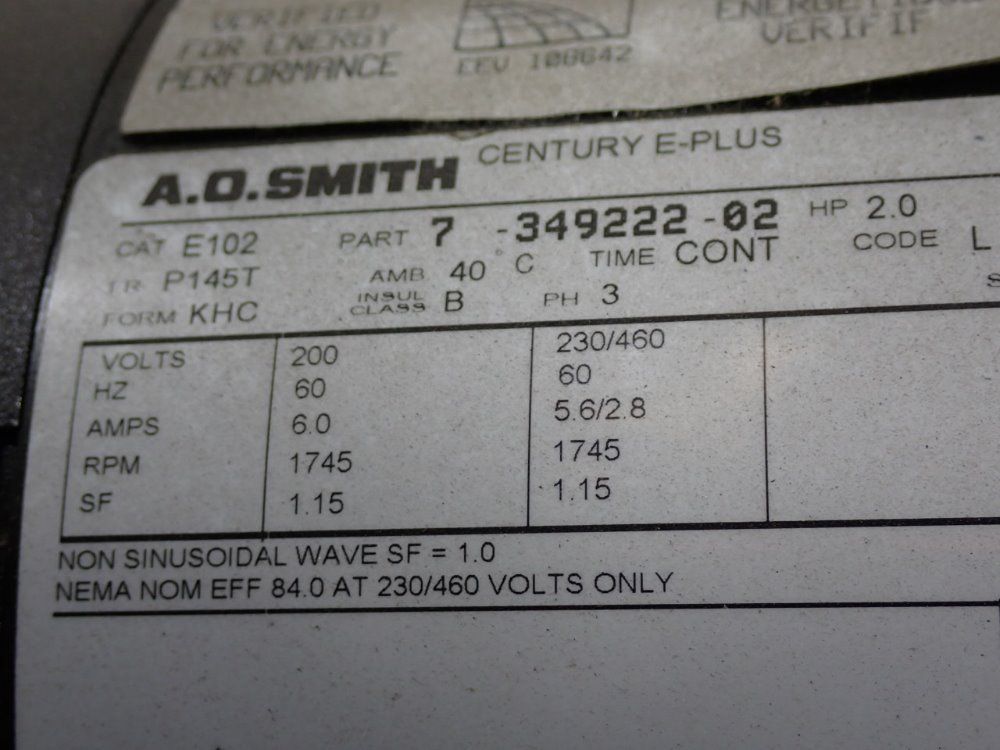 VERIFIED
FOR ENERGY
PERFORMANCE
EEV 108642
VERIFIF
A.O.SMITH CENTURY E-PLUS
CAT E102 PART 7 -349222-02 HP 2.0
FR P145T AMB 40 °C TIME CONT CODE L
FORM KHC INSUL CLASS B PH 3
VOLTS 200 230/460
HZ 60 60
AMPS 6.0 5.6/2.8
RPM 1745 1745
SF 1.15 1.15
NON SINUSOIDAL WAVE SF = 1.0
NEMA NOM EFF 84.0 AT 230/460 VOLTS ONLY